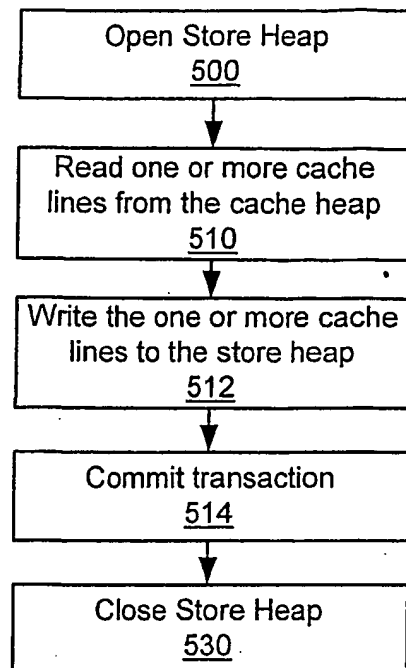 Open Store Heap
500
Read one or more cache
lines from the cache heap
510
Write the one or more cache
lines to the store heap
512
Commit transaction
514
Close Store Heap
530